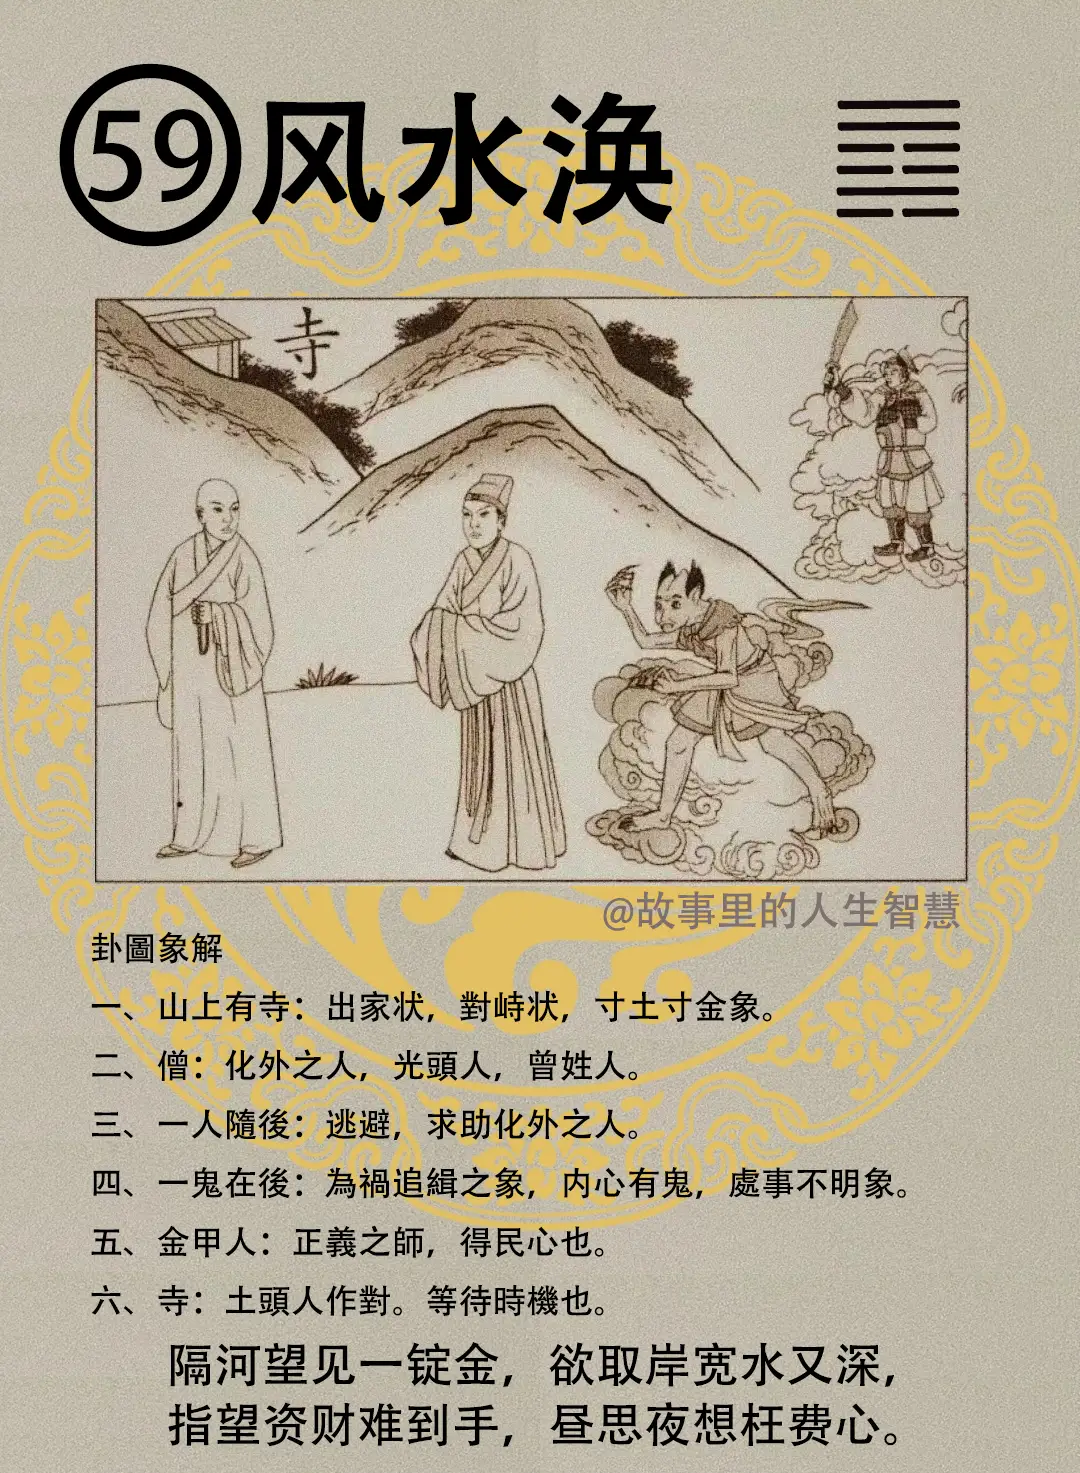 59 风水涣
寺
@故事里的人生智慧
卦圖象解
一、山上有寺：出家状，對峙状，寸土寸金象。
二、僧：化外之人，光頭人，曾姓人。
三、一人隨後：逃避，求助化外之人。
四、一鬼在後：為禍追緝之象，内心有鬼，處事不明象。
五、金甲人：正義之師，得民心也。
六、寺：土頭人作對。等待時機也。
隔河望见一锭金，欲取岸宽水又深，
指望资财难到手，昼思夜想枉费心。